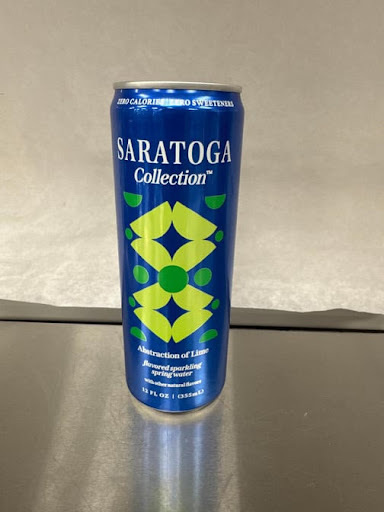 ZERO CALORIES ZERO SWEETENERS
SARATOGA
Collection™
Abstraction of Lime
flavored sparkling
spring water
with other natural flavors
12 FL OZ | (355mL)